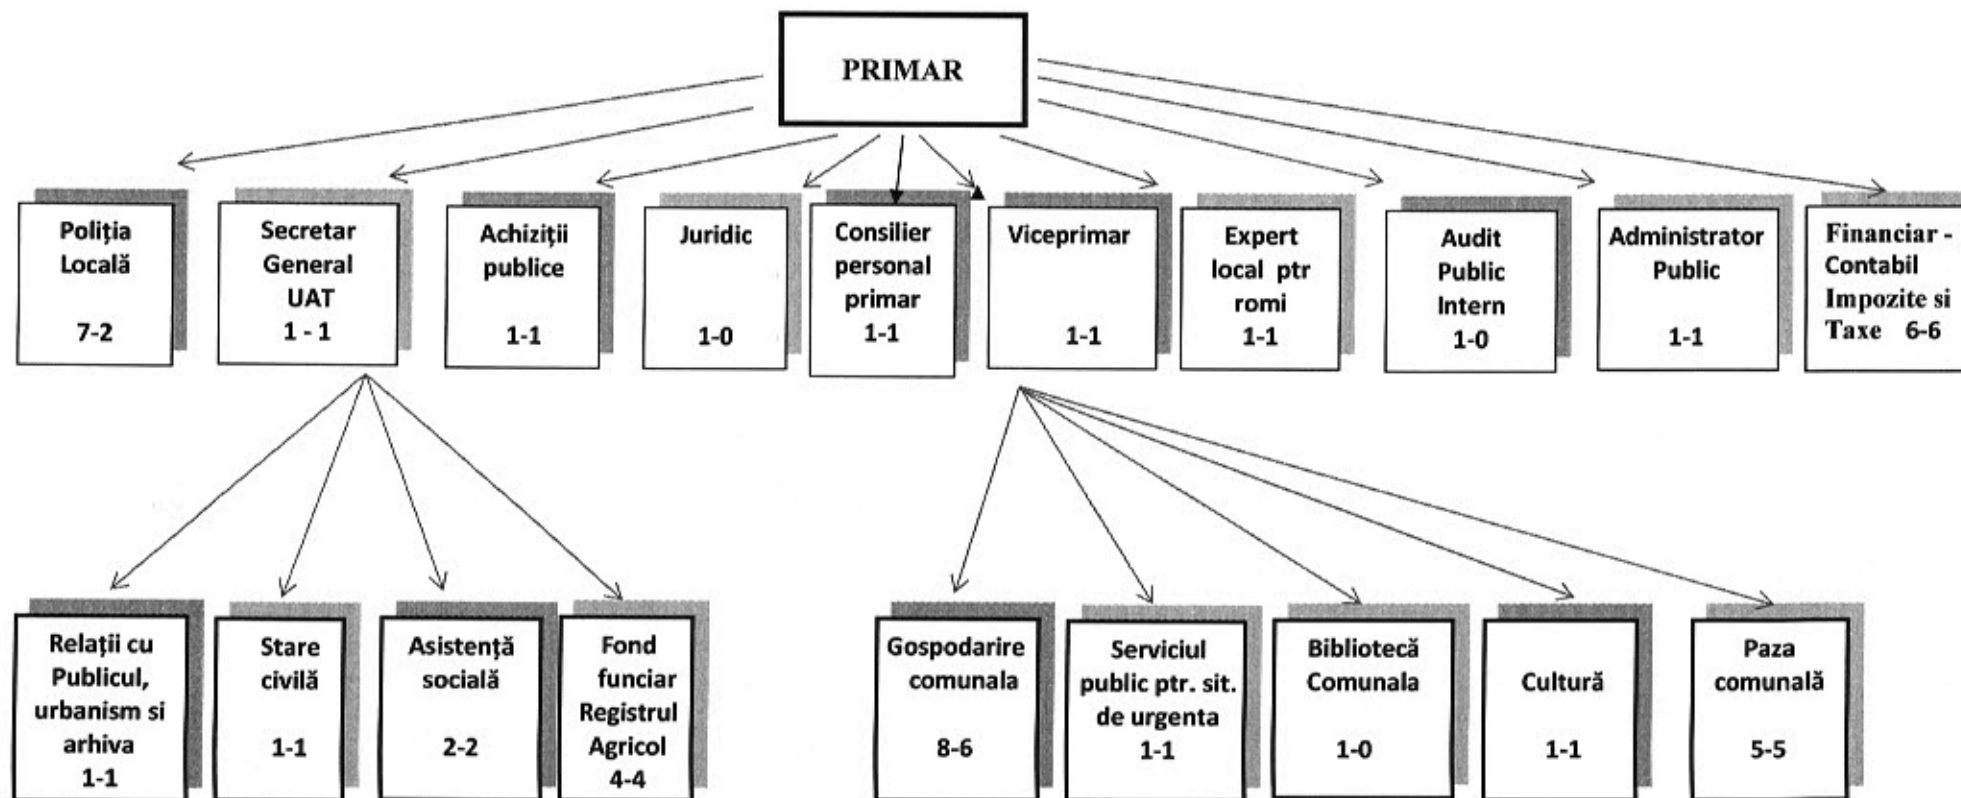 PRIMAR
Poliția
Locală
7-2
Secretar
General
UAT
1 - 1
Achiziții
publice
1-1
Juridic
1-0
Consilier
personal
primar
1-1
Viceprimar
1-1
Expert
local ptr
romi
1-1
Audit
Public
Intern
1-0
Administrator
Public
1-1
Financiar -
Contabil
Impozite si
Taxe 6-6
Relații cu
Publicul,
urbanism si
arhiva
1-1
Stare
civilă
1-1
Asistență
socială
2-2
Fond
funciar
Registrul
Agricol
4-4
Gospodarire
comunala
8-6
Serviciul
public ptr. sit.
de urgenta
1-1
Bibliotecă
Comunala
1-0
Cultură
1-1
Paza
comunală
5-5